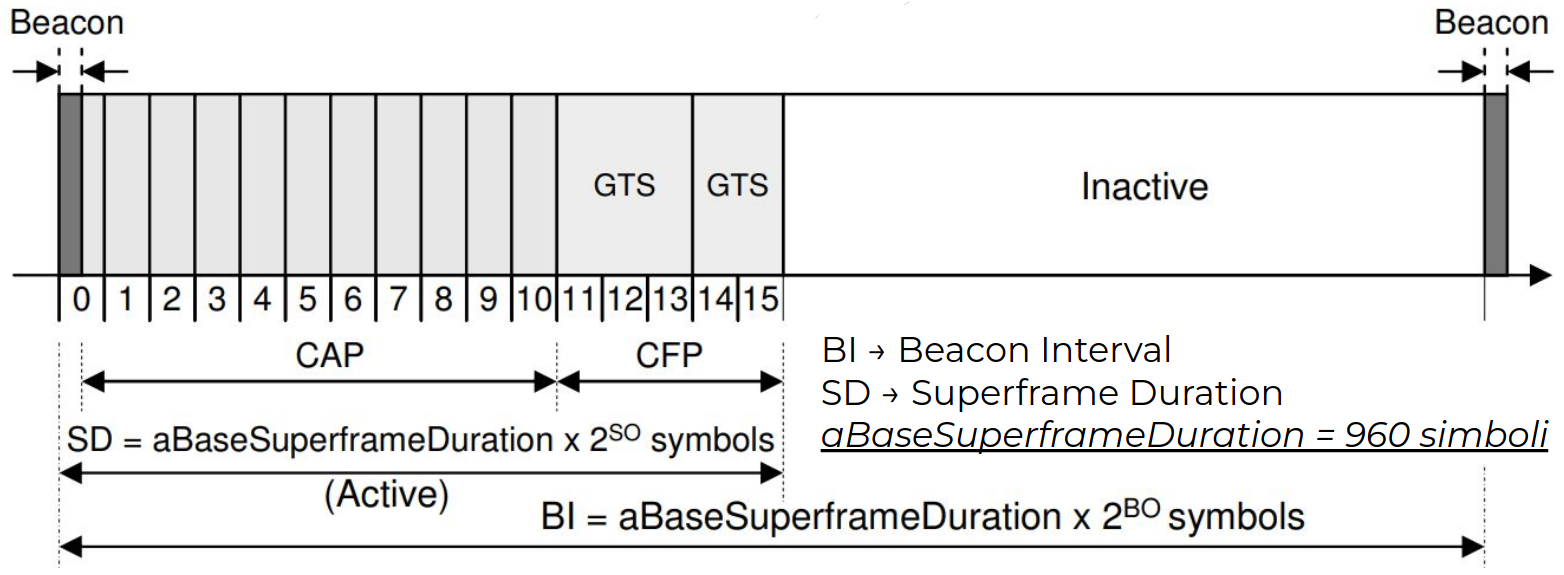 Beacon Beacon
GTS GTS Inactive
0 1 2 3 4 5 6 7 8 9 10 11 12 13 14 15
CAP CFP
BI → Beacon Interval
SD → Superframe Duration
aBaseSuperframeDuration = 960 simboli
SD = aBaseSuperframeDuration x 2^SO symbols
(Active)
BI = aBaseSuperframeDuration x 2^BO symbols